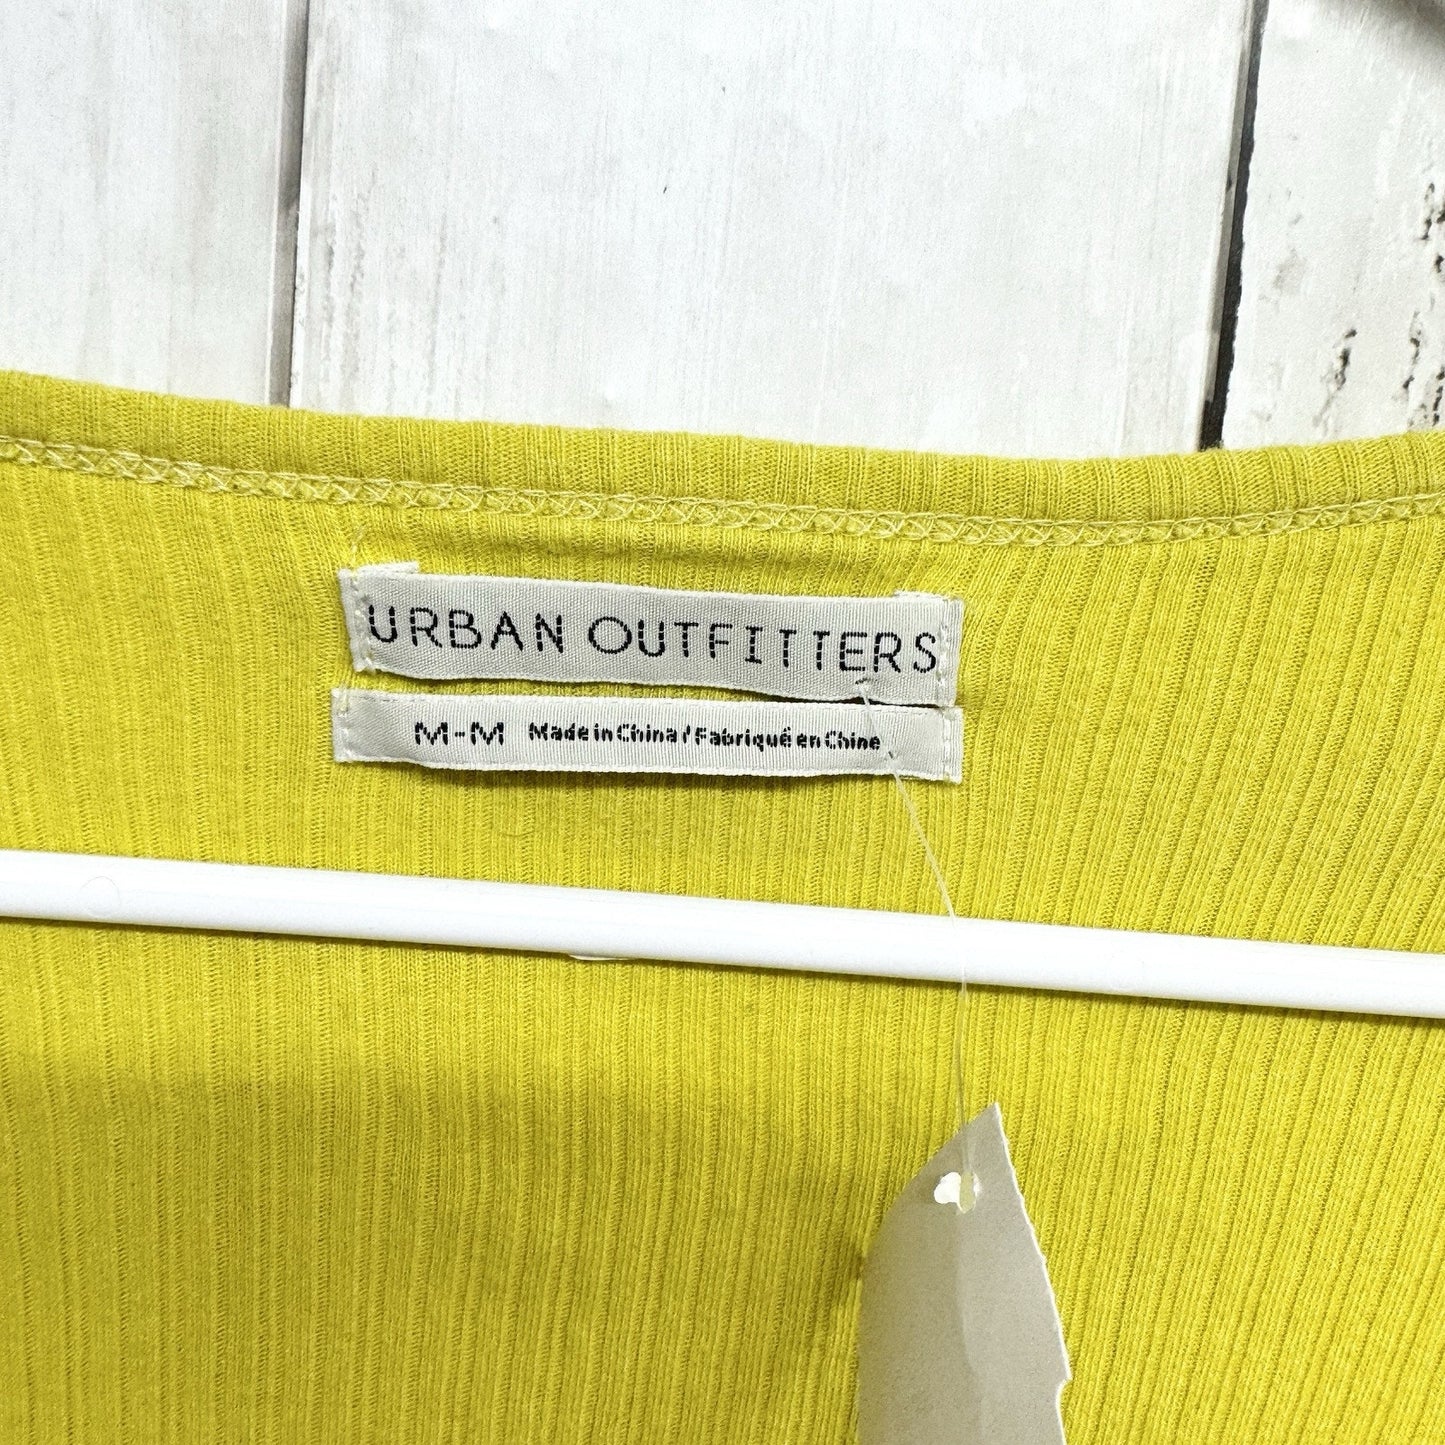 URBAN OUTFITTERS
M-M Made in China / Fabriqué en Chine